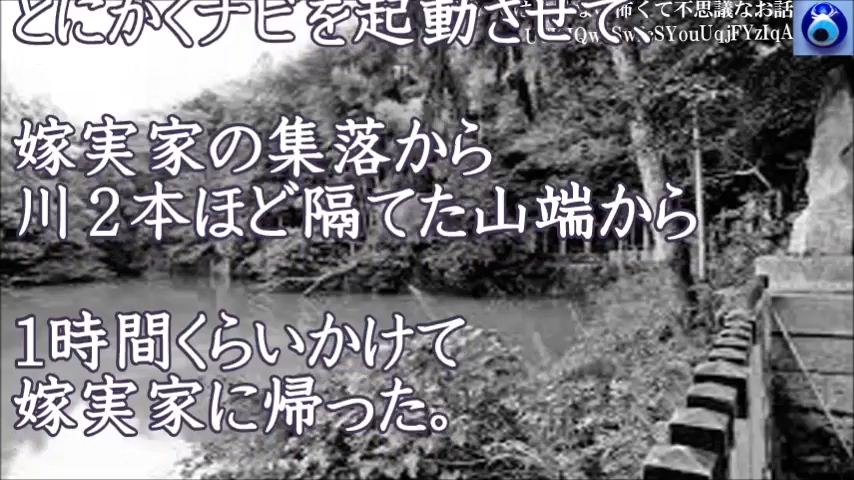 とにかくナビを起動させて、
怖くて不思議なお話
嫁実家の集落から
川２本ほど隔てた山端から
1時間くらいかけて
嫁実家に帰った。